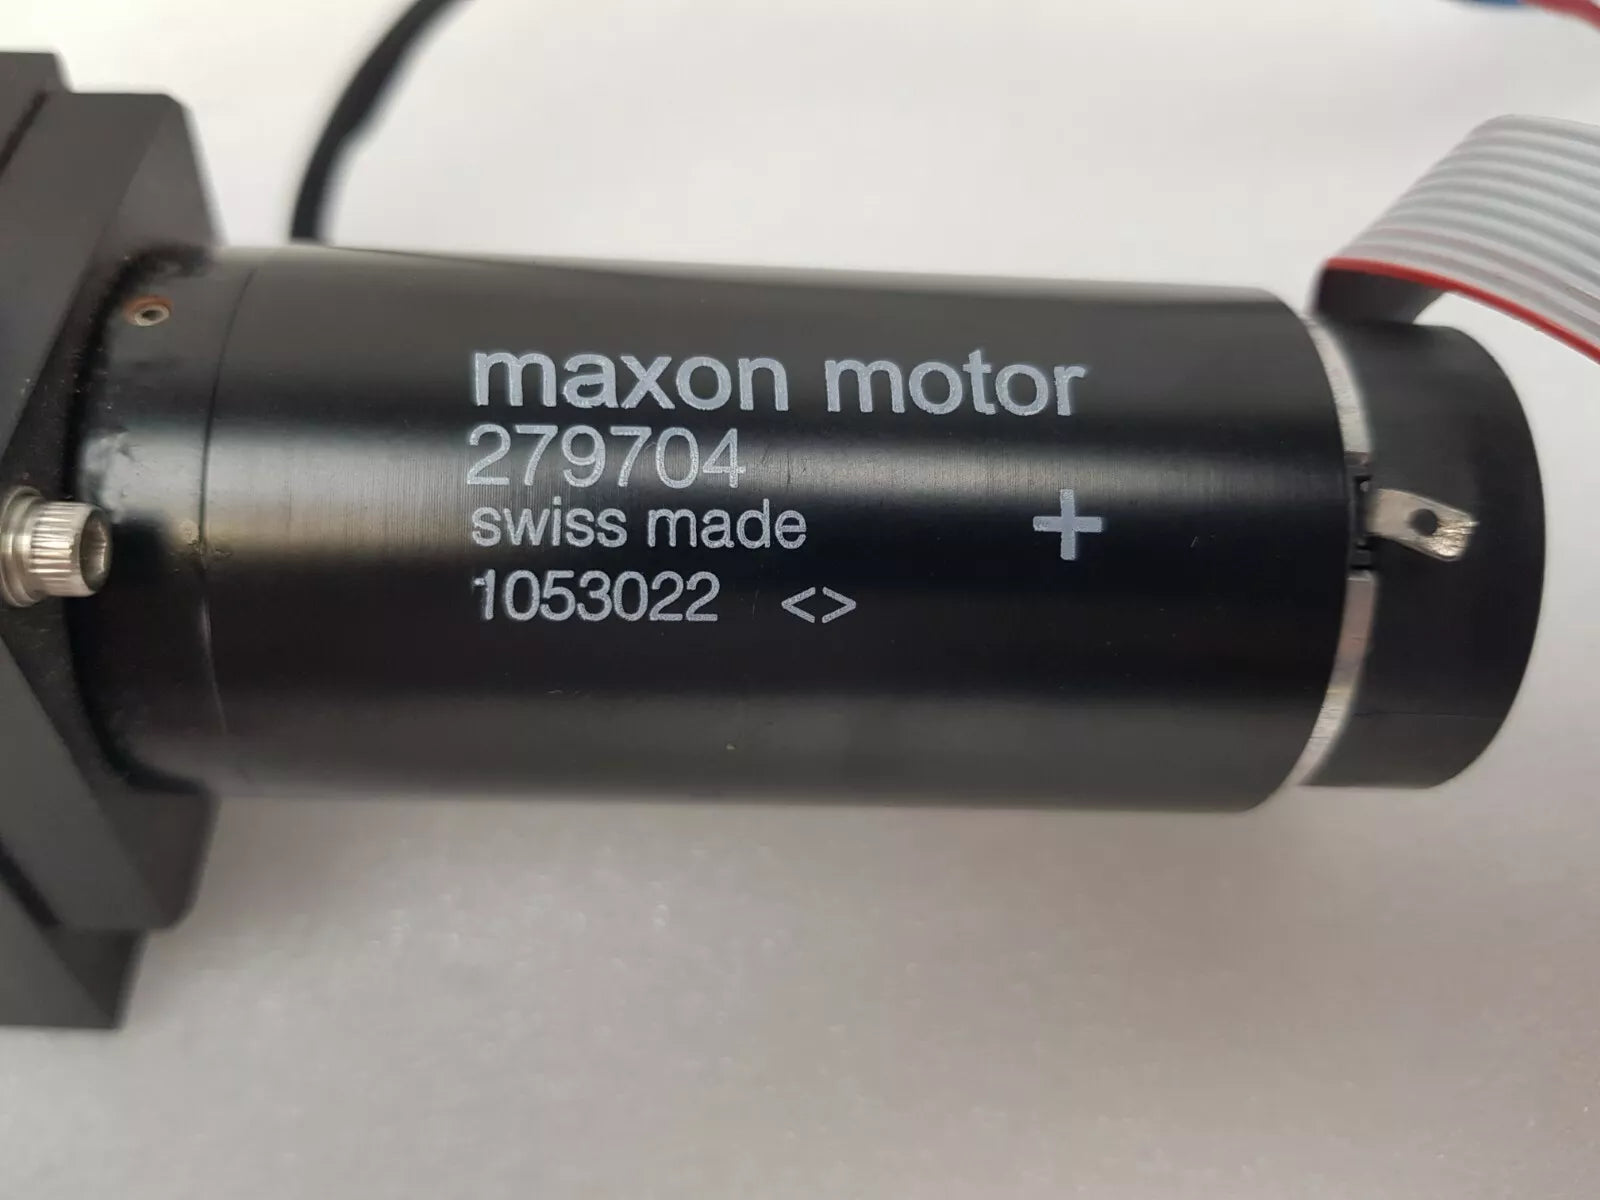 maxon motor
279704
swiss made
+
1053022 <>